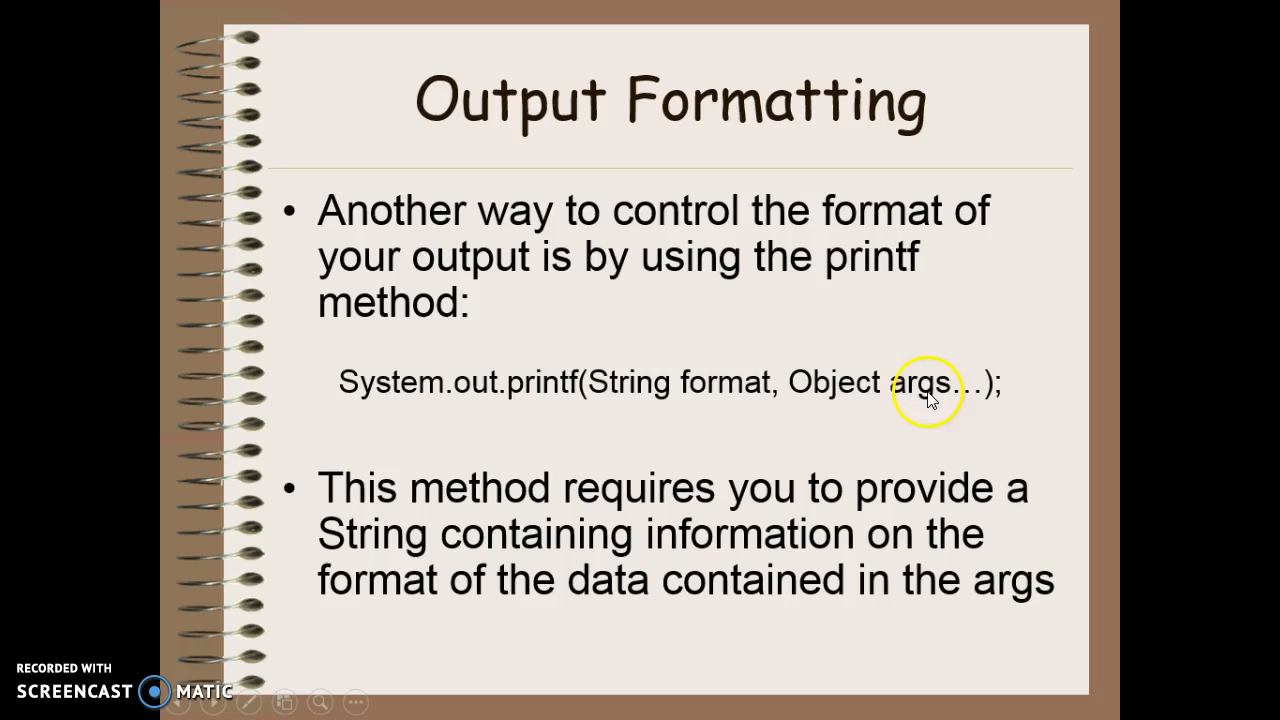 Output Formatting
• Another way to control the format of
your output is by using the printf
method:
System.out.printf(String format, Object args...);
• This method requires you to provide a
String containing information on the
format of the data contained in the args
RECORDED WITH
SCREENCAST MATIC